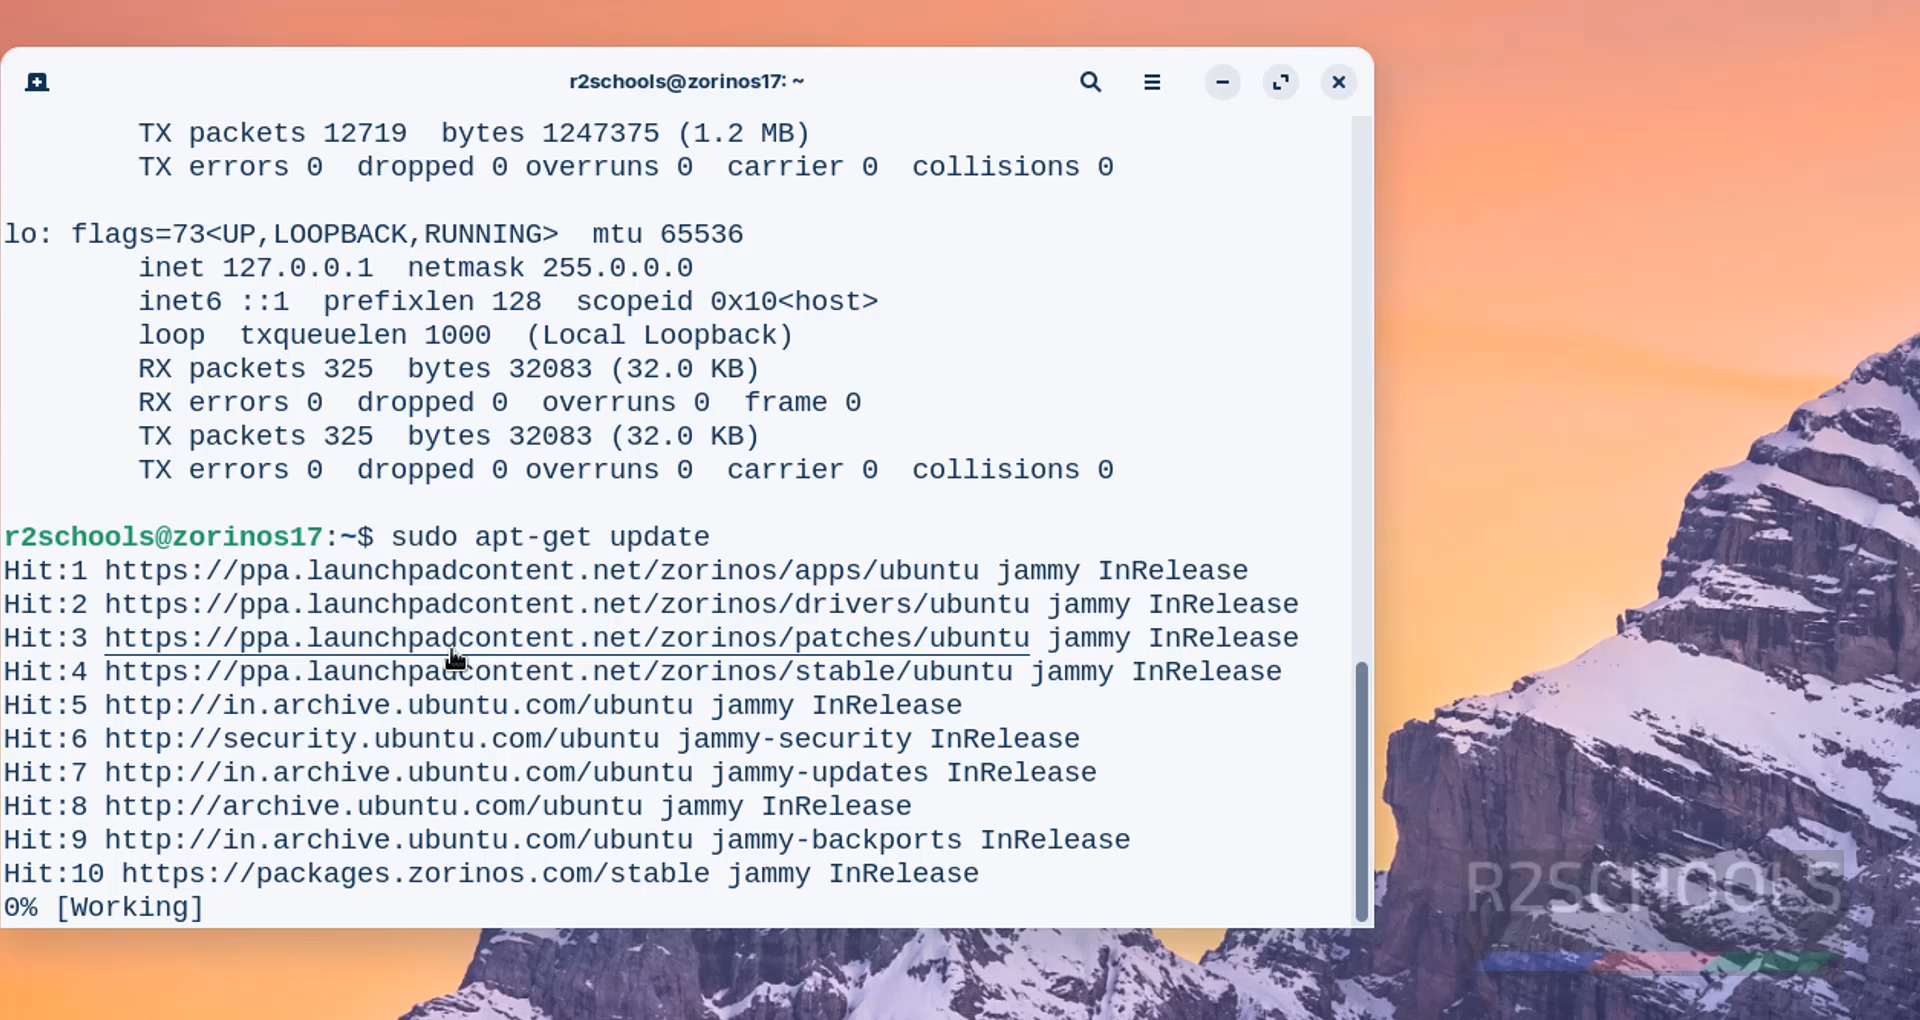 r2schools@zorinos17: ~
TX packets 12719  bytes 1247375 (1.2 MB)
TX errors 0  dropped 0 overruns 0  carrier 0  collisions 0
lo: flags=73<UP,LOOPBACK,RUNNING>  mtu 65536
inet 127.0.0.1  netmask 255.0.0.0
inet6 ::1  prefixlen 128  scopeid 0x10<host>
loop  txqueuelen 1000  (Local Loopback)
RX packets 325  bytes 32083 (32.0 KB)
RX errors 0  dropped 0  overruns 0  frame 0
TX packets 325  bytes 32083 (32.0 KB)
TX errors 0  dropped 0 overruns 0  carrier 0  collisions 0
r2schools@zorinos17:~$ sudo apt-get update
Hit:1 https://ppa.launchpadcontent.net/zorinos/apps/ubuntu jammy InRelease
Hit:2 https://ppa.launchpadcontent.net/zorinos/drivers/ubuntu jammy InRelease
Hit:3 https://ppa.launchpadcontent.net/zorinos/patches/ubuntu jammy InRelease
Hit:4 https://ppa.launchpadcontent.net/zorinos/stable/ubuntu jammy InRelease
Hit:5 http://in.archive.ubuntu.com/ubuntu jammy InRelease
Hit:6 http://security.ubuntu.com/ubuntu jammy-security InRelease
Hit:7 http://in.archive.ubuntu.com/ubuntu jammy-updates InRelease
Hit:8 http://archive.ubuntu.com/ubuntu jammy InRelease
Hit:9 http://in.archive.ubuntu.com/ubuntu jammy-backports InRelease
Hit:10 https://packages.zorinos.com/stable jammy InRelease
0% [Working]
R2SCHOOLS